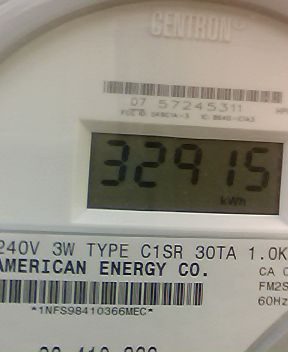 CENTRON
07 57245311
32915
kWh
240V 3W TYPE C1SR 30TA 1.0K
AMERICAN ENERGY CO.
CA
FM2S
60Hz
*1NFS98410366MEC*